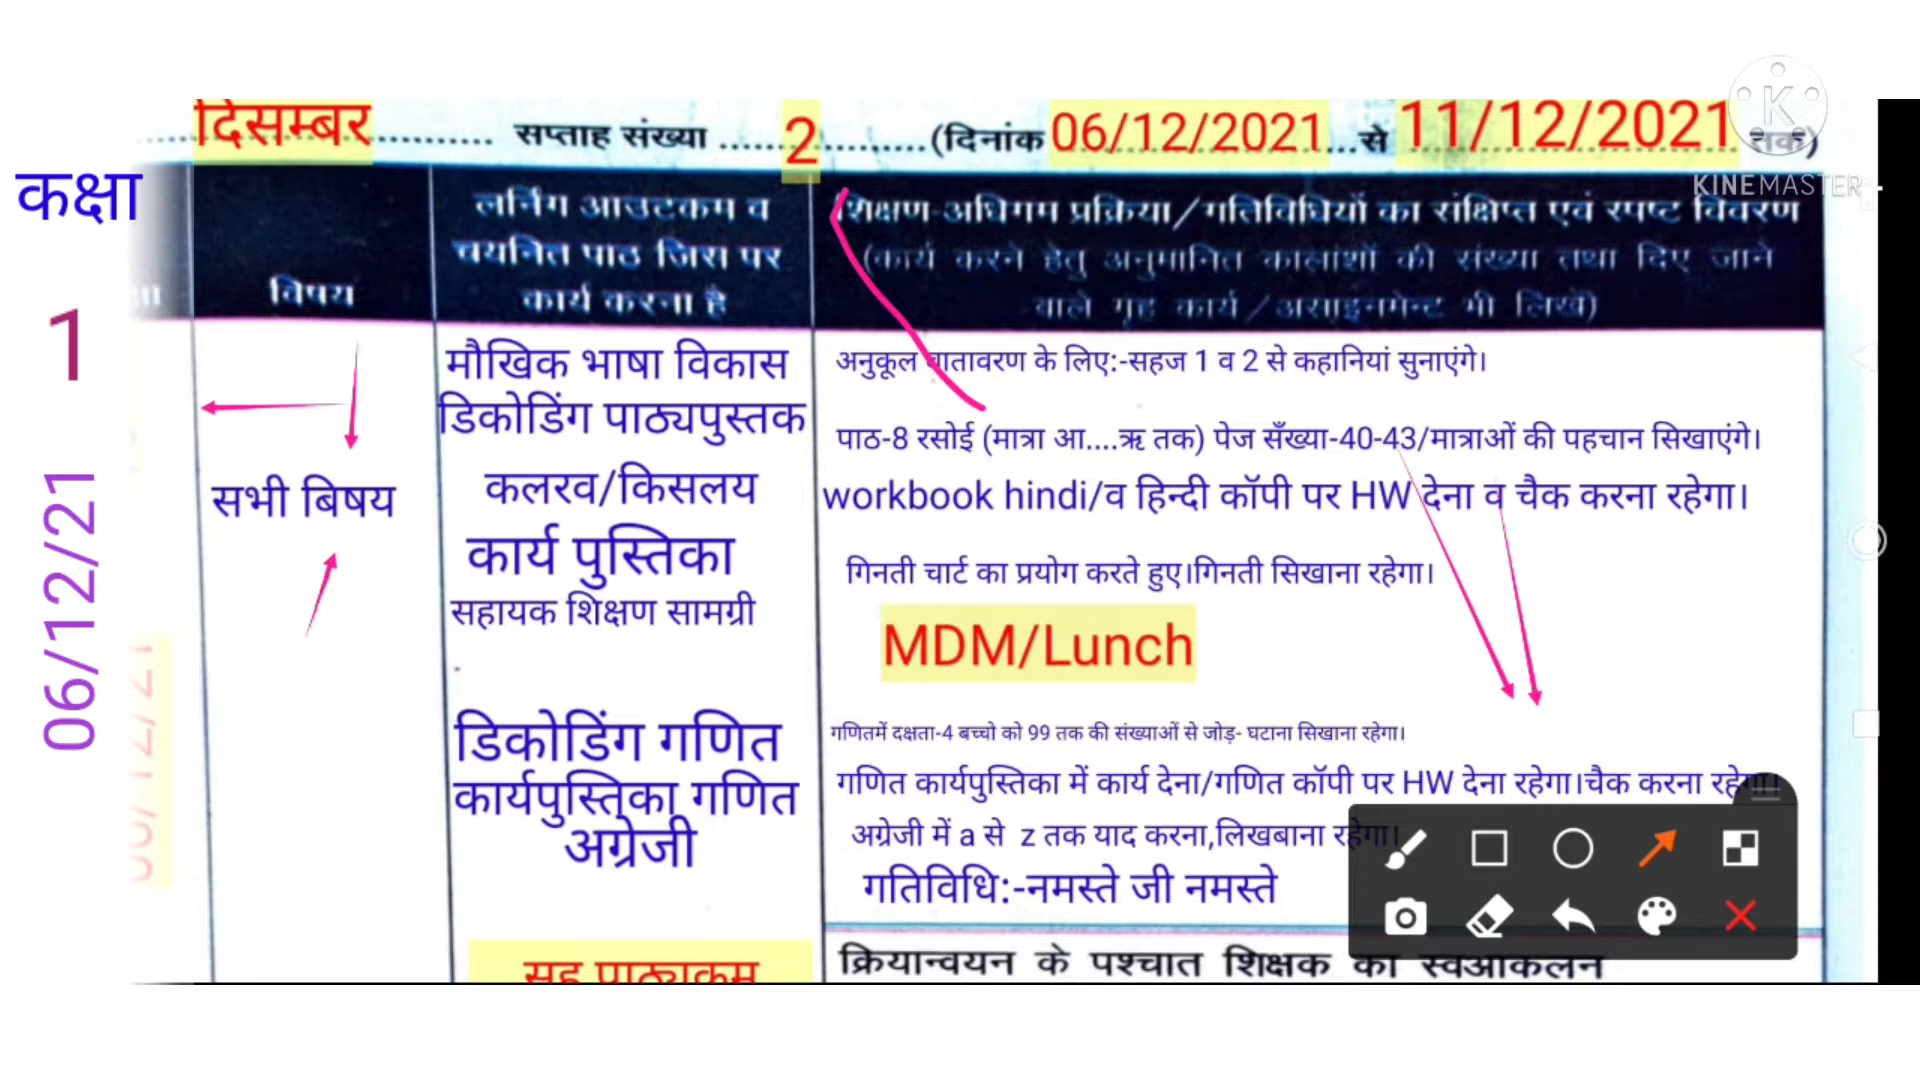 दिसम्बर सप्ताह संख्या 2 (दिनांक 06/12/2021 से 11/12/2021 तक)
KINEMASTER
कक्षा
1
06/12/21
विषय
लर्निंग आउटकम व
चयनित पाठ जिस पर
कार्य करना है
शिक्षण-अधिगम प्रक्रिया/गतिविधियों का संक्षिप्त एवं स्पष्ट विवरण
(कार्य करने हेतु अनुमानित कालांशों की संख्या तथा दिए जाने
वाले गृह कार्य/असाइनमेन्ट भी लिखें)
सभी बिषय
मौखिक भाषा विकास
डिकोडिंग पाठ्यपुस्तक
कलरव/किसलय
कार्य पुस्तिका
सहायक शिक्षण सामग्री
डिकोडिंग गणित
कार्यपुस्तिका गणित
अग्रेजी
सह पाठ्यक्रम
अनुकूल वातावरण के लिए:-सहज 1 व 2 से कहानियां सुनाएंगे।
पाठ-8 रसोई (मात्रा आ....ऋ तक) पेज सँख्या-40-43/मात्राओं की पहचान सिखाएंगे।
workbook hindi/व हिन्दी कॉपी पर HW देना व चैक करना रहेगा।
गिनती चार्ट का प्रयोग करते हुए।गिनती सिखाना रहेगा।
MDM/Lunch
गणितमें दक्षता-4 बच्चो को 99 तक की संख्याओं से जोड़- घटाना सिखाना रहेगा।
गणित कार्यपुस्तिका में कार्य देना/गणित कॉपी पर HW देना रहेगा।चैक करना रहेगा।
अग्रेजी में a से z तक याद करना,लिखबाना रहेगा।
गतिविधि:-नमस्ते जी नमस्ते
क्रियान्वयन के पश्चात शिक्षक का स्वआकलन